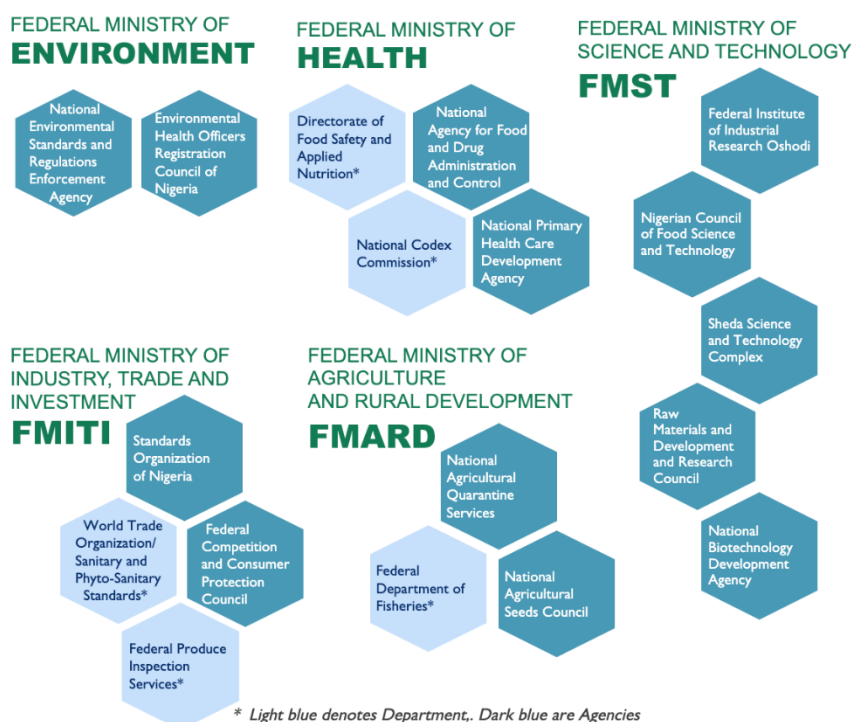 FEDERAL MINISTRY OF
ENVIRONMENT
National
Environmental
Standards and
Regulations
Enforcement
Agency
Environmental
Health Officers
Registration
Council of
Nigeria
FEDERAL MINISTRY OF
HEALTH
Directorate of
Food Safety and
Applied
Nutrition*
National
Agency for Food
and Drug
Administration
and Control
National Codex
Commission*
National Primary
Health Care
Development
Agency
FEDERAL MINISTRY OF
SCIENCE AND TECHNOLOGY
FMST
Federal Institute
of Industrial
Research Oshodi
Nigerian Council
of Food Science
and Technology
Sheda Science
and Technology
Complex
Raw
Materials and
Development
and Research
Council
National
Biotechnology
Development
Agency
FEDERAL MINISTRY OF
INDUSTRY, TRADE AND
INVESTMENT
FMITI
Standards
Organization
of Nigeria
World Trade
Organization/
Sanitary and
Phyto-Sanitary
Standards*
Federal
Competition
and Consumer
Protection
Council
Federal Produce
Inspection
Services*
FEDERAL MINISTRY OF
AGRICULTURE
AND RURAL DEVELOPMENT
FMARD
National
Agricultural
Quarantine
Services
Federal
Department of
Fisheries*
National
Agricultural
Seeds Council
* Light blue denotes Department,. Dark blue are Agencies